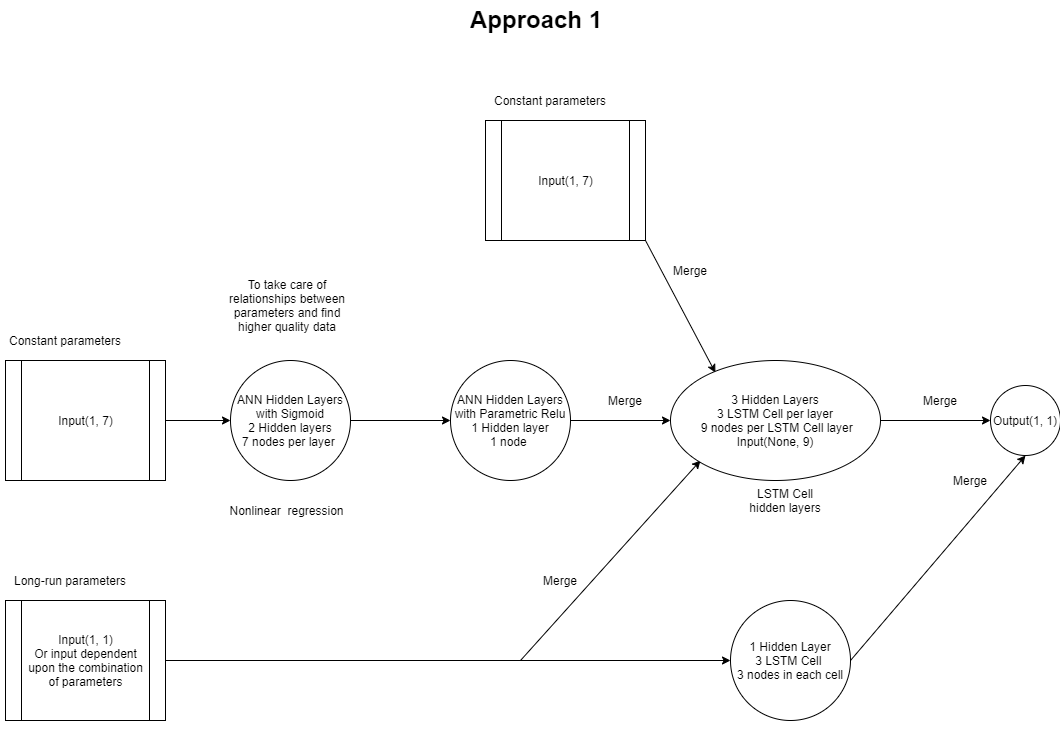 Approach 1
Constant parameters
Input(1, 7)
Merge
To take care of
relationships between
parameters and find
higher quality data
Constant parameters
Input(1, 7)
ANN Hidden Layers
with Sigmoid
2 Hidden layers
7 nodes per layer
ANN Hidden Layers
with Parametric Relu
1 Hidden layer
1 node
Merge
3 Hidden Layers
3 LSTM Cell per layer
9 nodes per LSTM Cell layer
Input(None, 9)
Merge
Output(1, 1)
Nonlinear regression
LSTM Cell
hidden layers
Merge
Long-run parameters
Merge
Input(1, 1)
Or input dependent
upon the combination
of parameters
1 Hidden Layer
3 LSTM Cell
3 nodes in each cell